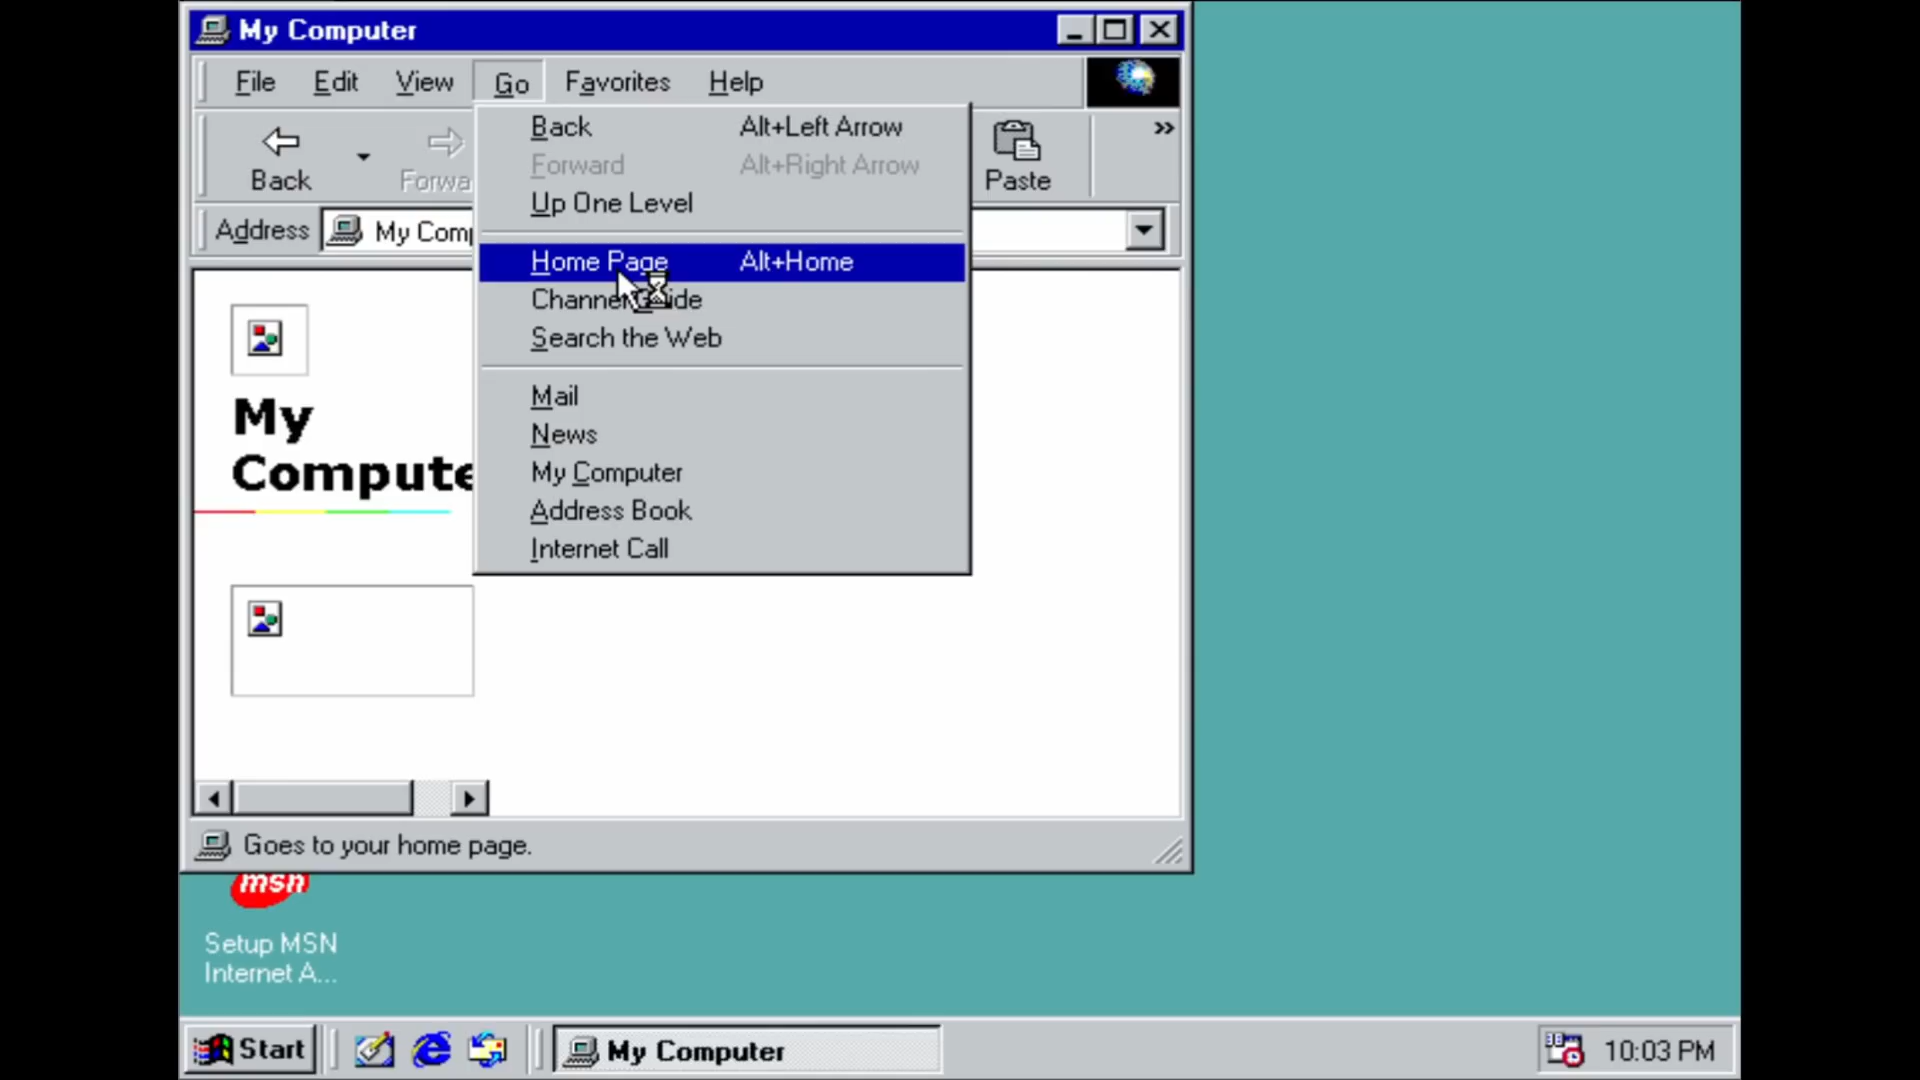 My Computer
File Edit View Go Favorites Help
Back Alt+Left Arrow
Forward Alt+Right Arrow
Up One Level
Home Page Alt+Home
Search the Web
Mail
News
My Computer
Address Book
Internet Call
Back
Paste
Address
My
My
Goes to your home page.
msn
Setup MSN
Internet A...
Start
My Computer
10:03 PM